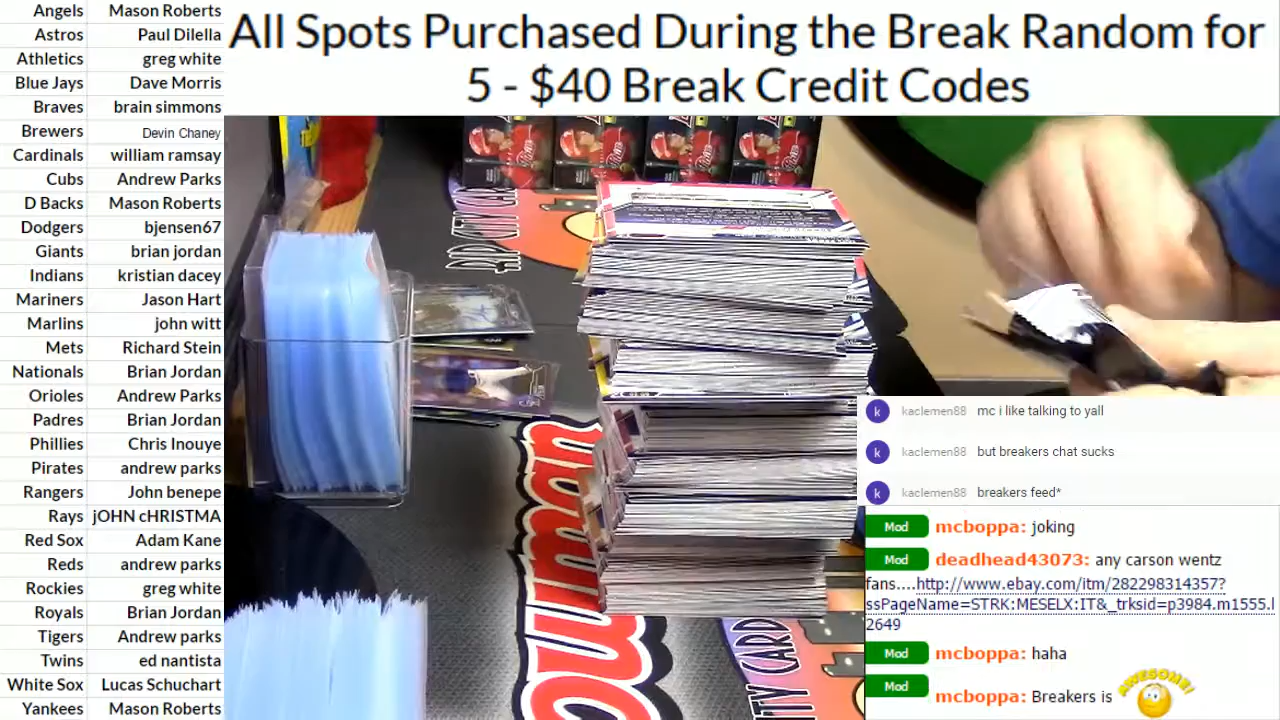 All Spots Purchased During the Break Random for
5 - $40 Break Credit Codes
Angels Mason Roberts
Astros Paul Dilella
Athletics greg white
Blue Jays Dave Morris
Braves brain simmons
Brewers Devin Chaney
Cardinals william ramsay
Cubs Andrew Parks
D Backs Mason Roberts
Dodgers bjensen67
Giants brian jordan
Indians kristian dacey
Mariners Jason Hart
Marlins john witt
Mets Richard Stein
Nationals Brian Jordan
Orioles Andrew Parks
Padres Brian Jordan
Phillies Chris Inouye
Pirates andrew parks
Rangers John benepe
Rays jOHN cHRISTMA
Red Sox Adam Kane
Reds andrew parks
Rockies greg white
Royals Brian Jordan
Tigers Andrew parks
Twins ed nantista
White Sox Lucas Schuchart
Yankees Mason Roberts
k kaclemen88 mc i like talking to yall
k kaclemen88 but breakers chat sucks
k kaclemen88 breakers feed*
Mod mcboppa: joking
Mod deadhead43073: any carson wentz
fans....http://www.ebay.com/itm/282298314357?
ssPageName=STRK:MESELX:IT&_trksid=p3984.m1555.l
2649
Mod mcboppa: haha
Mod mcboppa: Breakers is AWESOME!